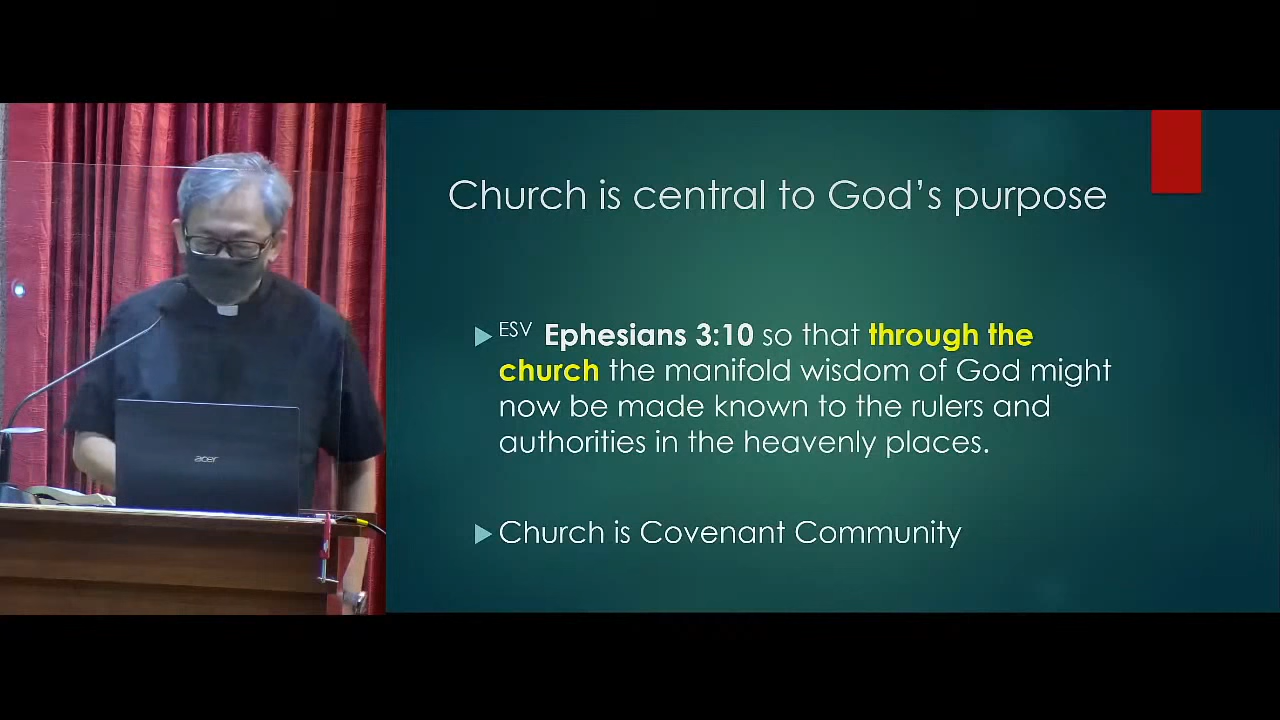 Church is central to God's purpose
ESV Ephesians 3:10 so that through the
church the manifold wisdom of God might
now be made known to the rulers and
authorities in the heavenly places.
Church is Covenant Community
acer